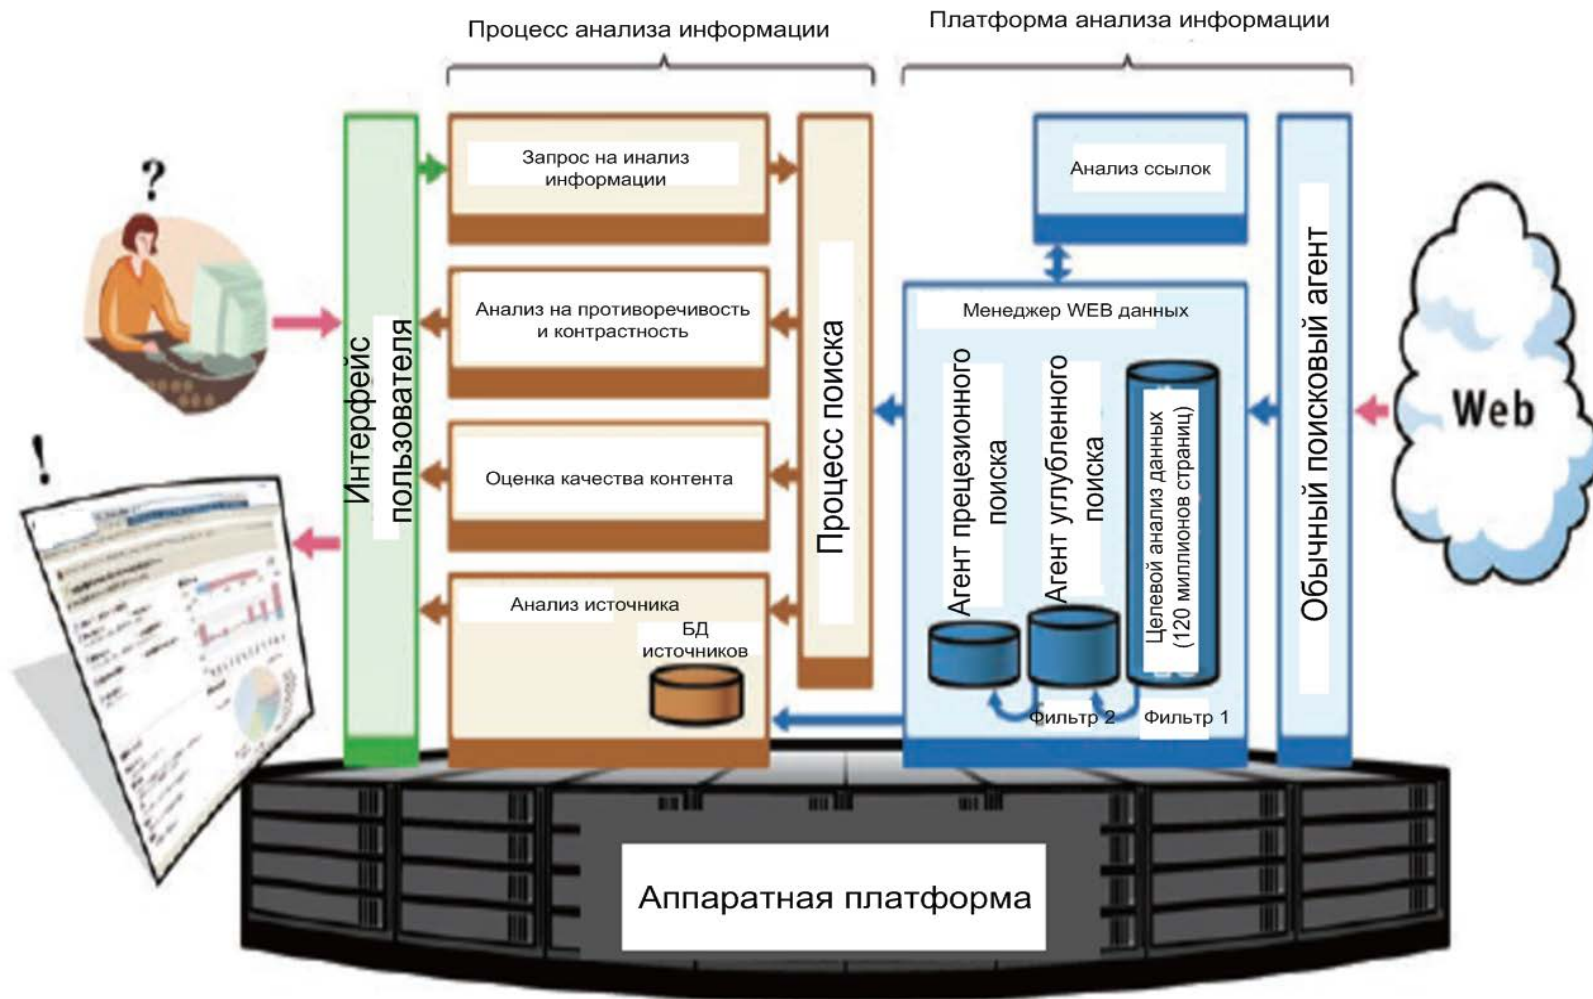 Процесс анализа информации
Платформа анализа информации
?
Запрос на инализ
информации
Анализ ссылок
Анализ на противоречивость
и контрастность
Менеджер WEB данных
Интерфейс
пользователя
Процесс поиска
Агент прецезионного
поиска
Агент углубленного
поиска
Целевой анализ данных
(120 миллионов страниц)
Обычный поисковый агент
Web
!
Оценка качества контента
Анализ источника
БД
источников
Фильтр 2
Фильтр 1
Аппаратная платформа